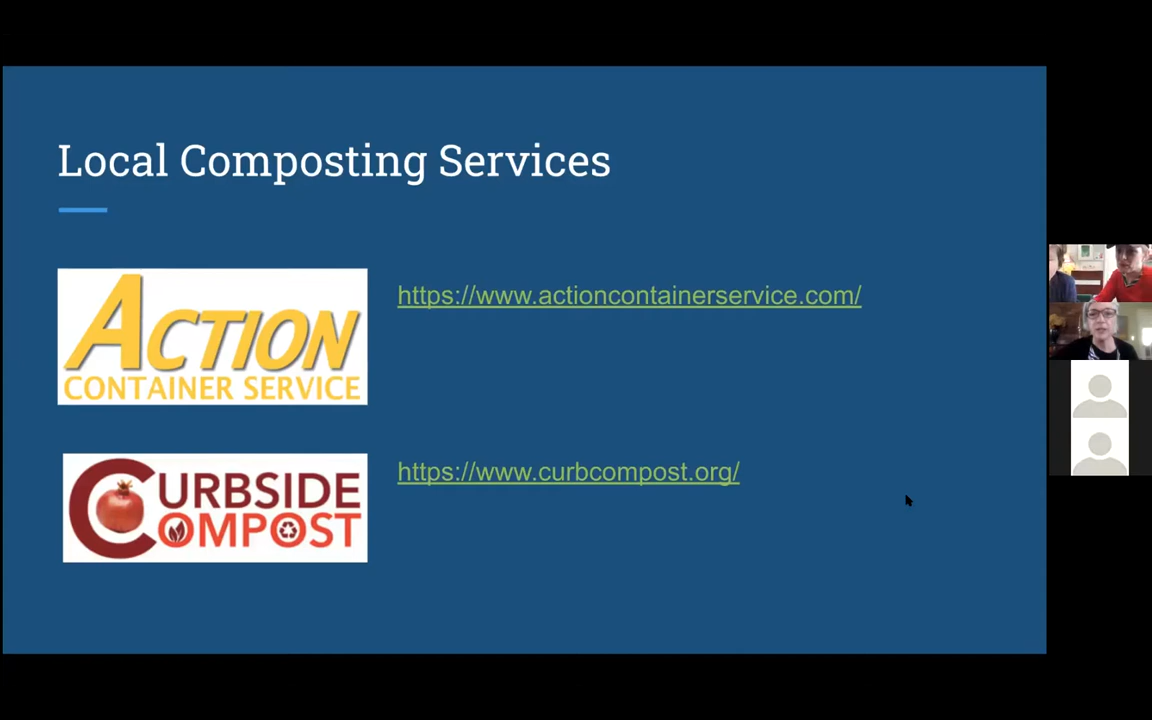 Local Composting Services
ACTION
CONTAINER SERVICE
https://www.actioncontainerservice.com/
CURBSIDE
COMPOST
https://www.curbcompost.org/